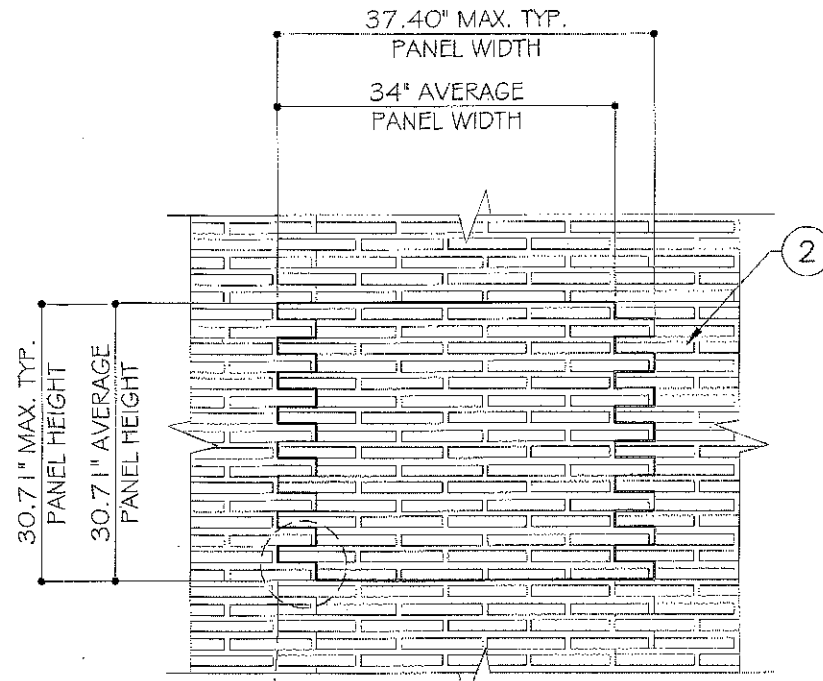 37.40" MAX. TYP.
PANEL WIDTH
34" AVERAGE
PANEL WIDTH
2
30.71" MAX. TYP.
PANEL HEIGHT
30.71" AVERAGE
PANEL HEIGHT